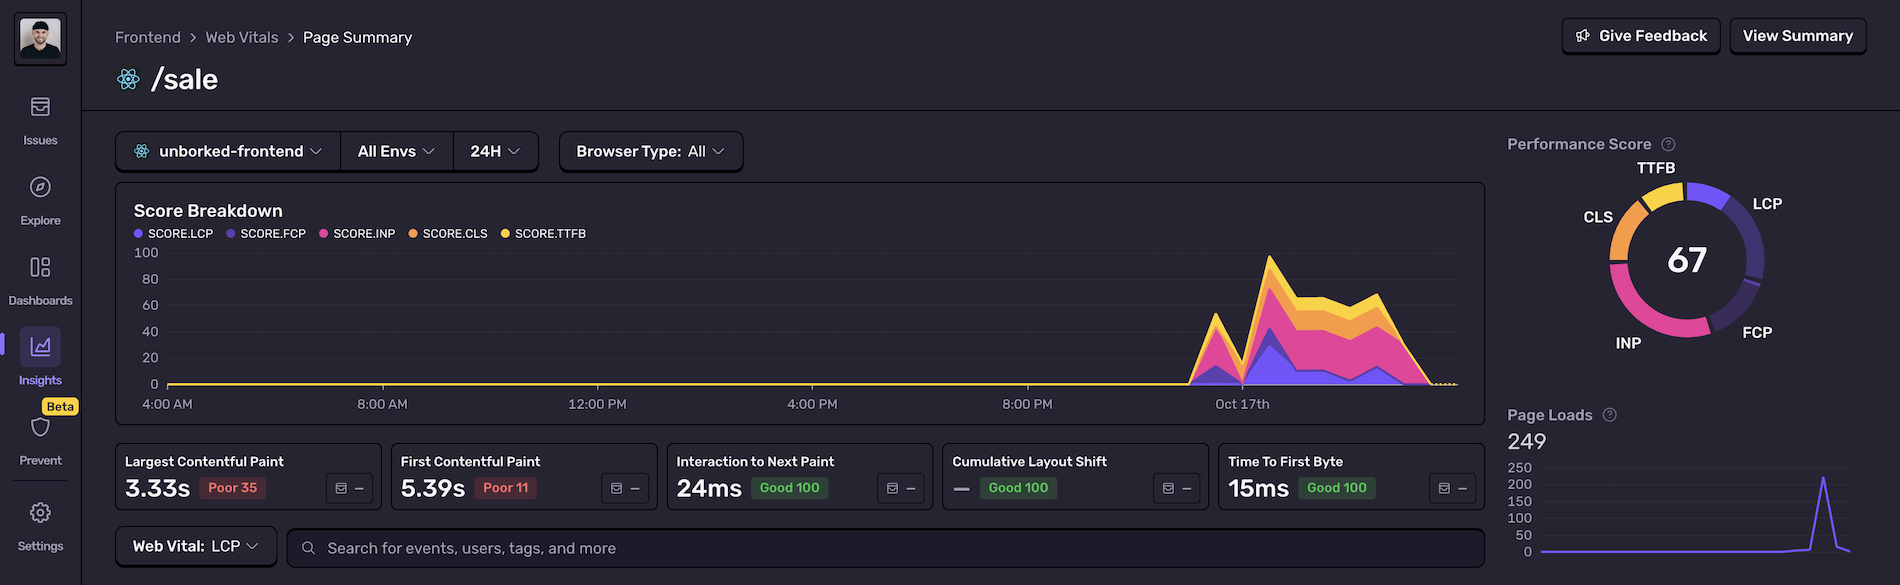 Frontend > Web Vitals > Page Summary
Give Feedback
View Summary
/sale
Issues
Explore
Dashboards
Insights
Beta
Prevent
Settings
unborked-frontend
All Envs
24H
Browser Type: All
Score Breakdown
SCORE.LCP SCORE.FCP SCORE.INP SCORE.CLS SCORE.TTFB
100
80
60
40
20
0
4:00 AM 8:00 AM 12:00 PM 4:00 PM 8:00 PM Oct 17th
Largest Contentful Paint
3.33s Poor 35 –
First Contentful Paint
5.39s Poor 11 –
Interaction to Next Paint
24ms Good 100 –
Cumulative Layout Shift
— Good 100 –
Time To First Byte
15ms Good 100 –
Web Vital: LCP
Search for events, users, tags, and more
Performance Score ?
TTFB
LCP
CLS
67
FCP
INP
Page Loads ?
249
250
200
150
100
50
0